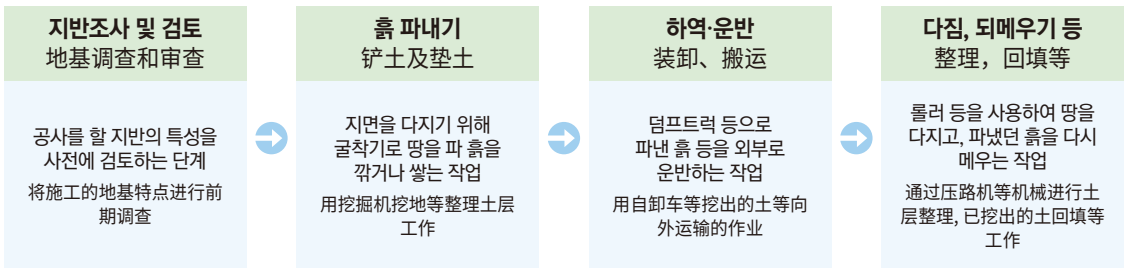 지반조사 및 검토
地基调查和审查
공사를 할 지반의 특성을
사전에 검토하는 단계
将施工的地基特点进行前
期调查
흙 파내기
铲土及垫土
지면을 다지기 위해
굴착기로 땅을 파 흙을
깎거나 쌓는 작업
用挖掘机挖地等整理土层
工作
하역·운반
装卸、搬运
덤프트럭 등으로
파낸 흙 등을 외부로
운반하는 작업
用自卸车等挖出的土等向
外运输的作业
다짐, 되메우기 등
整理，回填等
롤러 등을 사용하여 땅을
다지고, 파냈던 흙을 다시
메우는 작업
通过压路机等机械进行土
层整理, 已挖出的土回填等
工作